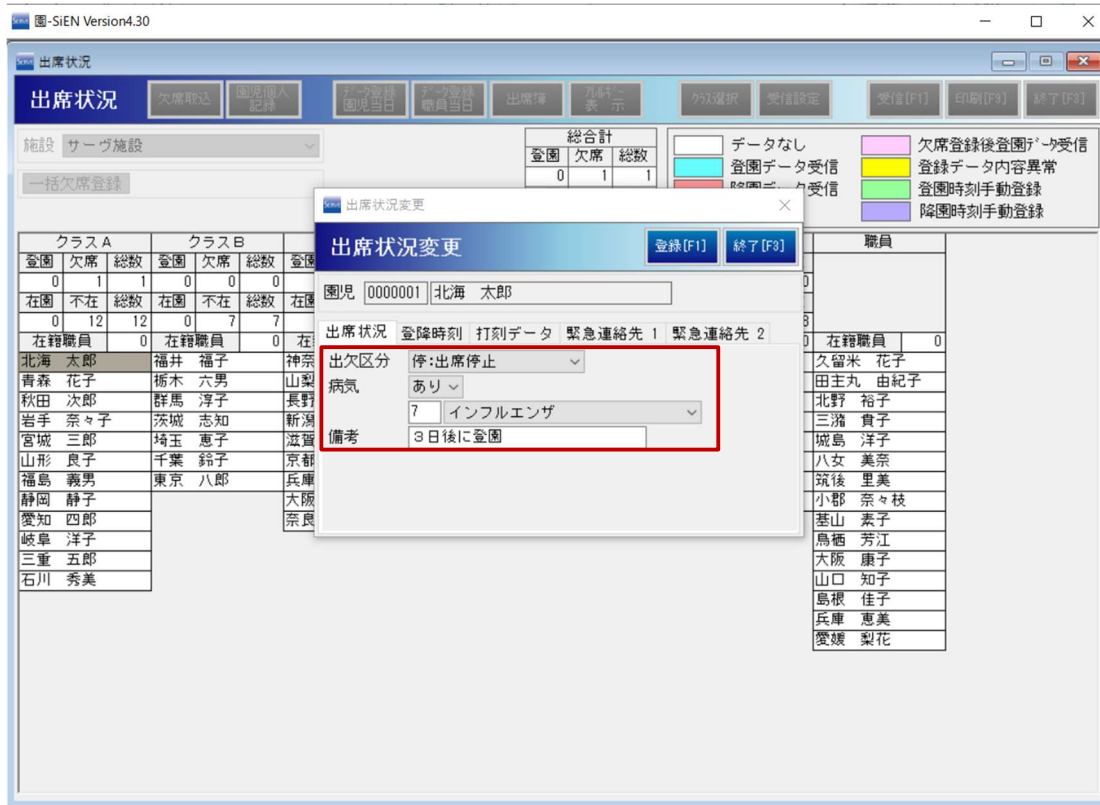 園-SiEN Version4.30
出席状況
出席状況 欠席取込 園児個人記録 データ登録園児当日 データ登録職員当日 出席簿 ｱﾚﾙｷﾞｰ表示 ｸﾗｽ選択 受信設定 受信[F1] 印刷[F9] 終了[F3]
施設 サーヴ施設
一括欠席登録
総合計
登園 欠席 総数
0 1 1
データなし 欠席登録後登園ﾃﾞｰﾀ受信
登園データ受信 登録データ内容異常
降園データ受信 登園時刻手動登録
降園時刻手動登録
クラスA クラスB 職員
登園 欠席 総数 登園 欠席 総数 登園
0 1 1 0 0 0
在園 不在 総数 在園 不在 総数 在園
0 12 12 0 7 7
在籍職員 0 在籍職員 0 在 在籍職員 0
北海 太郎 福井 福子 神奈 久留米 花子
青森 花子 栃木 六男 山梨 田主丸 由紀子
秋田 次郎 群馬 淳子 長野 北野 裕子
岩手 奈々子 茨城 志知 新潟 三瀦 貴子
宮城 三郎 埼玉 恵子 滋賀 城島 洋子
山形 良子 千葉 鈴子 京都 八女 美奈
福島 義男 東京 八郎 兵庫 筑後 里美
静岡 静子 大阪 小郡 奈々枝
愛知 四郎 奈良 基山 素子
岐阜 洋子 鳥栖 芳江
三重 五郎 大阪 康子
石川 秀美 山口 知子
島根 佳子
兵庫 恵美
愛媛 梨花
出席状況変更
出席状況変更 登録[F1] 終了[F3]
園児 0000001 北海 太郎
出席状況 登降時刻 打刻データ 緊急連絡先 1 緊急連絡先 2
出欠区分 停:出席停止
病気 あり
7 インフルエンザ
備考 3日後に登園